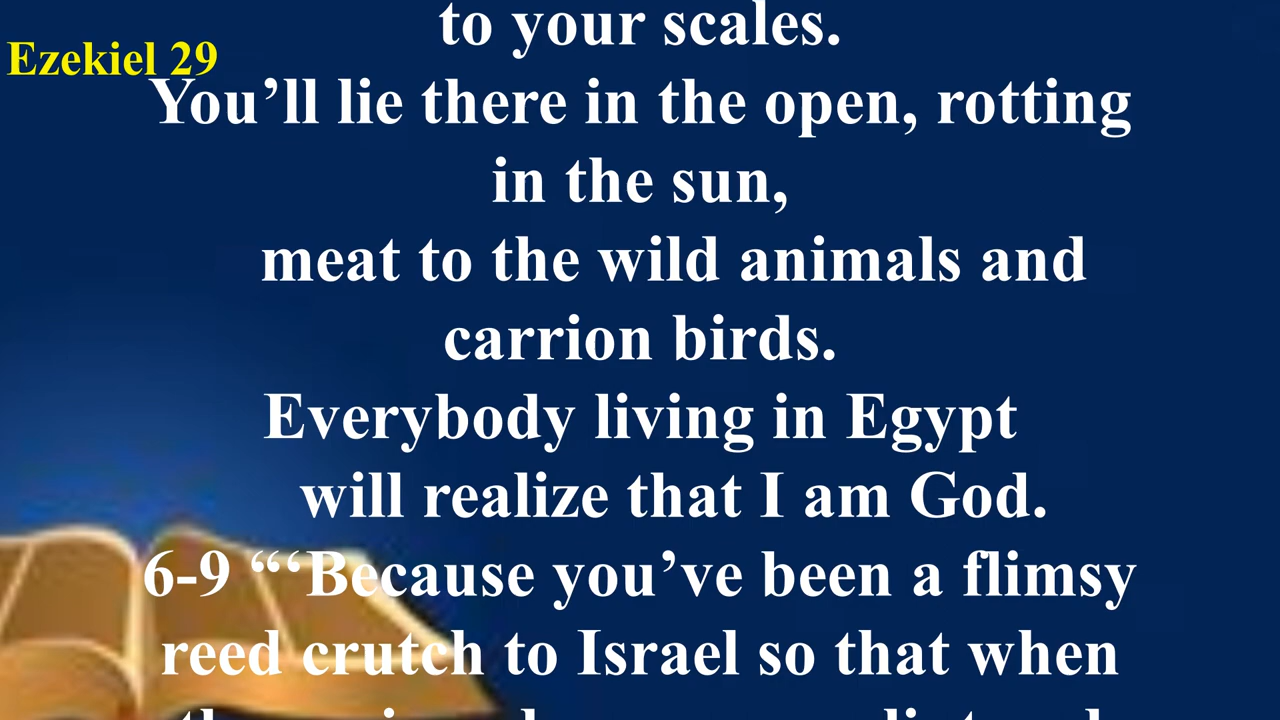 to your scales.
Ezekiel 29
You’ll lie there in the open, rotting
in the sun,
meat to the wild animals and
carrion birds.
Everybody living in Egypt
will realize that I am God.
6-9 “‘Because you’ve been a flimsy
reed crutch to Israel so that when